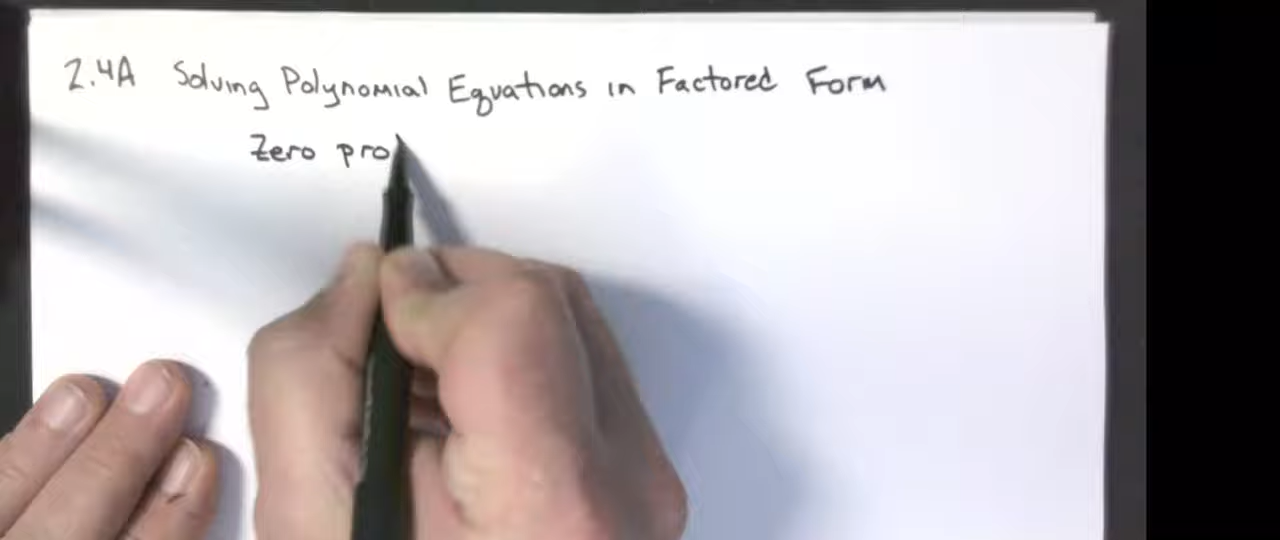 2.4A Solving Polynomial Equations in Factored Form
Zero pro